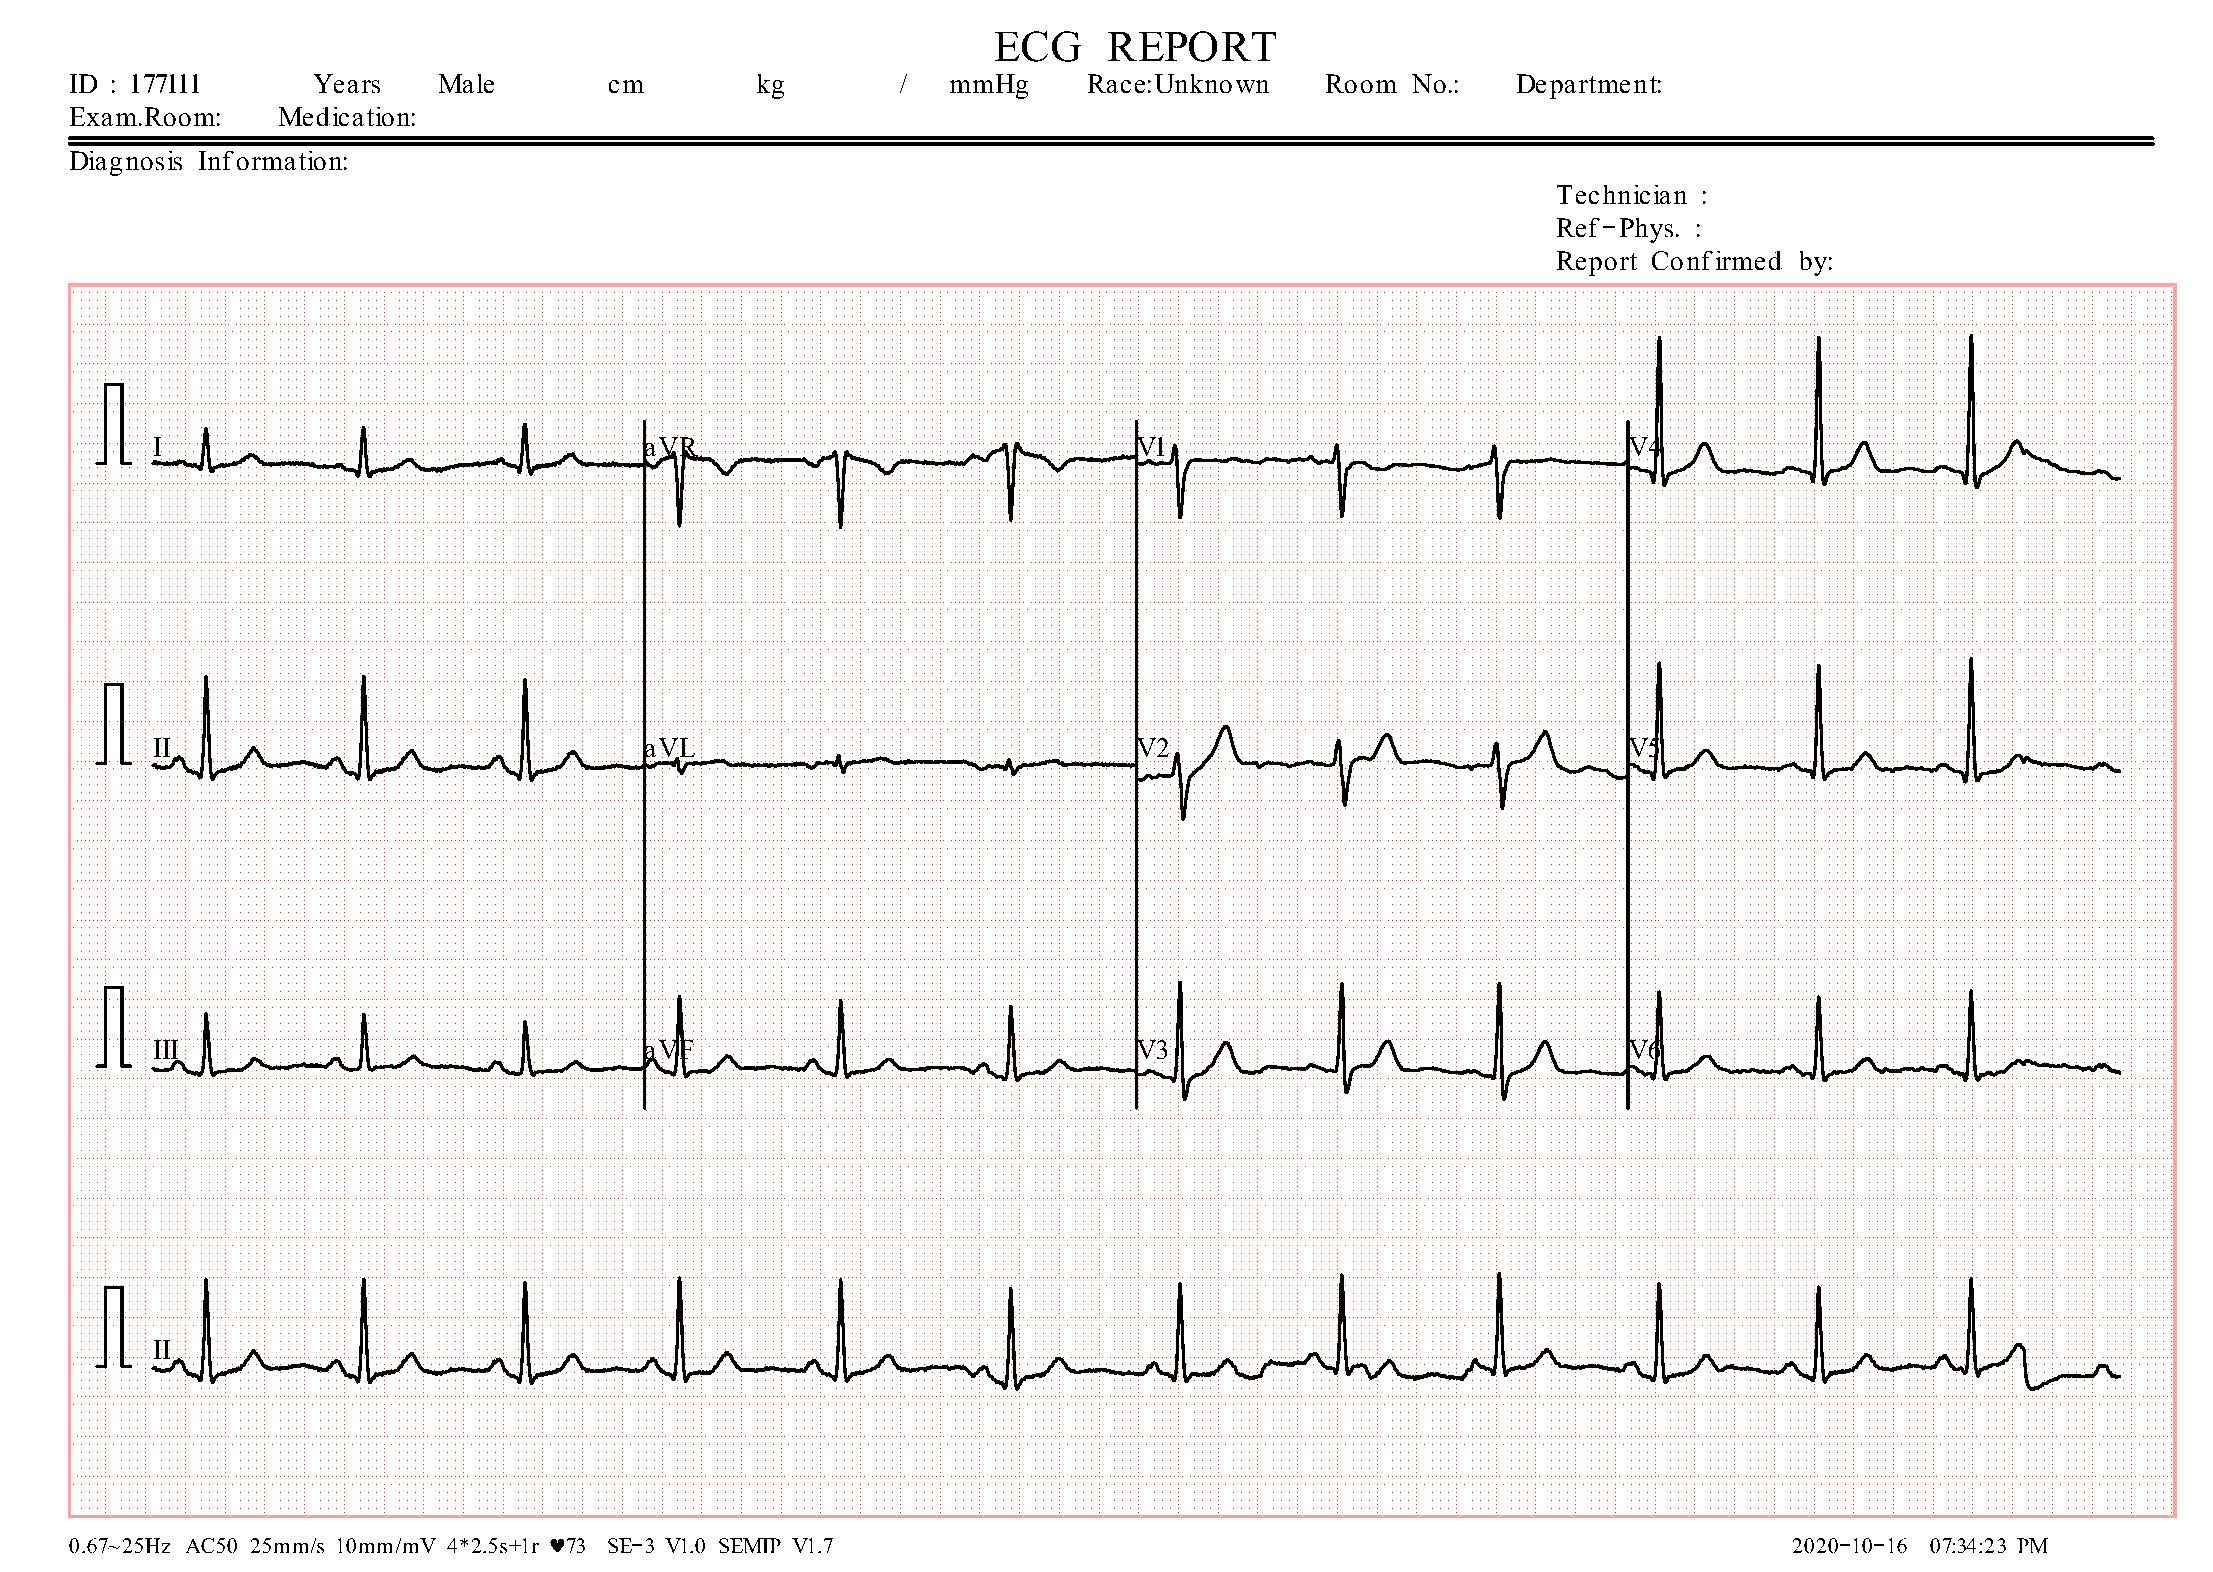 ECG REPORT
ID : 177111 Years Male cm kg / mmHg Race:Unknown Room No.: Department:
Exam.Room: Medication:
Diagnosis Information:
Technician :
Ref-Phys. :
Report Confirmed by:
I aVR V1 V4
II aVL V2 V5
III aVF V3 V6
II
0.67~25Hz AC50 25mm/s 10mm/mV 4*2.5s+1r ♥73 SE-3 V1.0 SEMIP V1.7 2020-10-16 07:34:23 PM